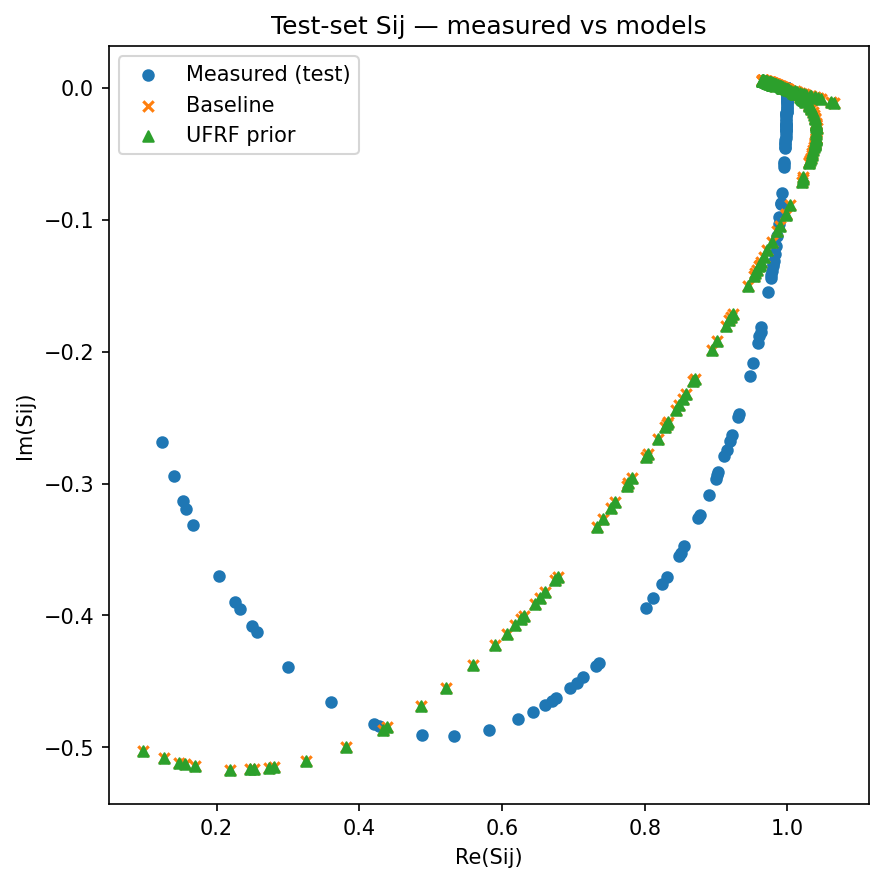 Test-set Sij — measured vs models
Measured (test)
Baseline
UFRF prior
0.0
−0.1
−0.2
−0.3
−0.4
−0.5
Im(Sij)
0.2
0.4
0.6
0.8
1.0
Re(Sij)